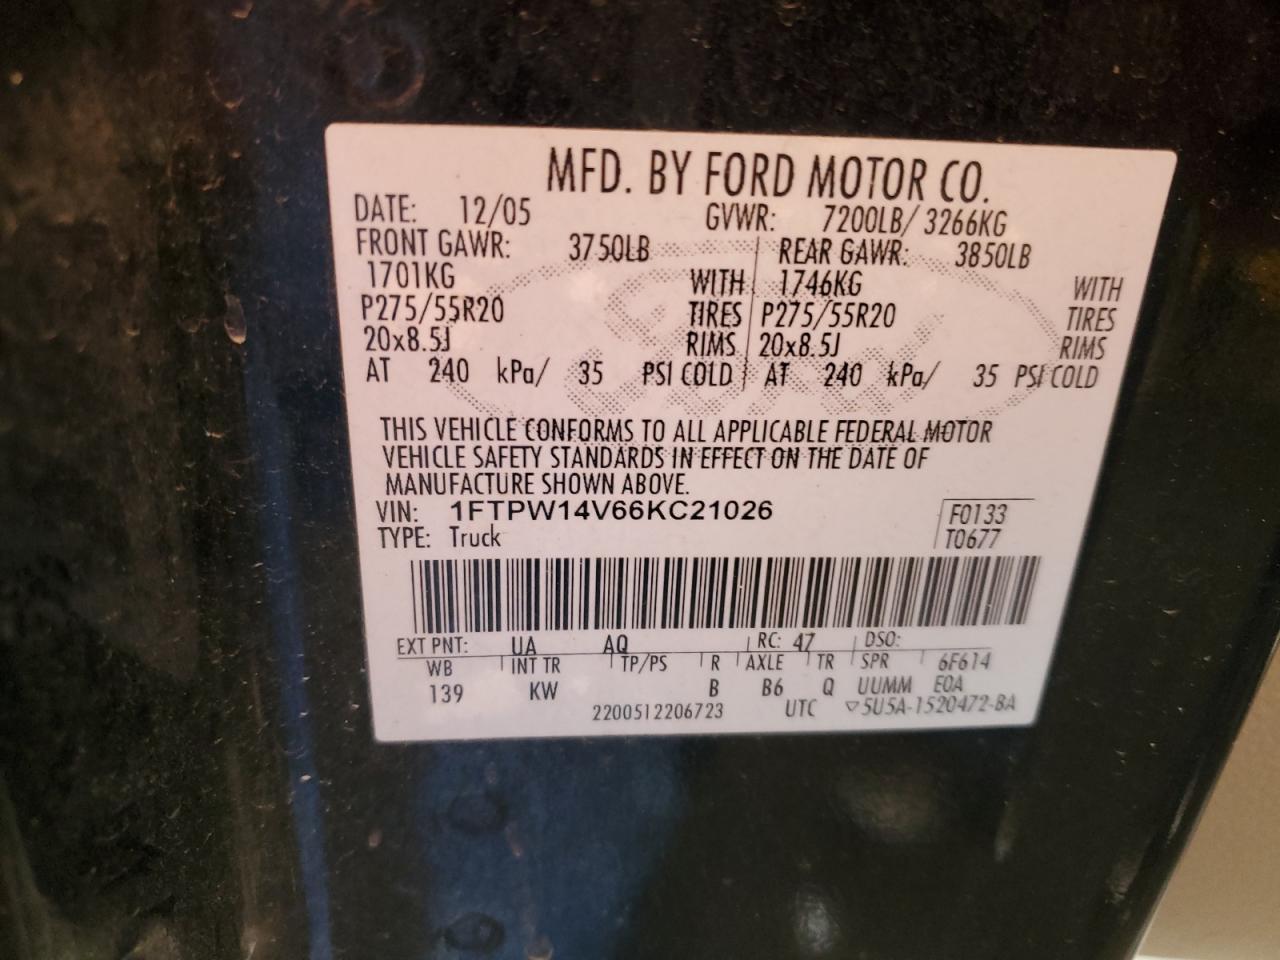 MFD. BY FORD MOTOR CO.
DATE: 12/05 GVWR: 7200LB/ 3266KG
FRONT GAWR: 3750LB REAR GAWR: 3850LB
1701KG WITH 1746KG WITH
P275/55R20 TIRES P275/55R20 TIRES
20x8.5J RIMS 20x8.5J RIMS
AT 240 kPa/ 35 PSI COLD AT 240 kPa/ 35 PSI COLD
THIS VEHICLE CONFORMS TO ALL APPLICABLE FEDERAL MOTOR
VEHICLE SAFETY STANDARDS IN EFFECT ON THE DATE OF
MANUFACTURE SHOWN ABOVE.
VIN: 1FTPW14V66KC21026 F0133
TYPE: Truck T0677
EXT PNT: UA AQ RC: 47 DSO:
WB INT TR TP/PS R AXLE TR SPR 6F614
139 KW B B6 Q UUMM EOA
2200512206723 UTC ▽5U5A-1520472-BA